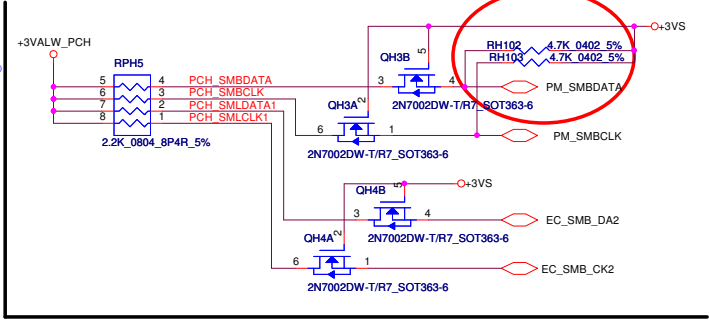 +3VALW_PCH
RPH5
5
6
7
8
4
3
2
1
PCH_SMBDATA
PCH_SMBCLK
PCH_SMLDATA1
PCH_SMLCLK1
2.2K_0804_8P4R_5%
QH3B
5
3
4
2N7002DW-T/R7_SOT363-6
QH3A
2
6
1
2N7002DW-T/R7_SOT363-6
RH102
4.7K_0402_5%
RH103
4.7K_0402_5%
+3VS
PM_SMBDATA
PM_SMBCLK
+3VS
QH4B
5
3
4
2N7002DW-T/R7_SOT363-6
EC_SMB_DA2
QH4A
2
6
1
2N7002DW-T/R7_SOT363-6
EC_SMB_CK2